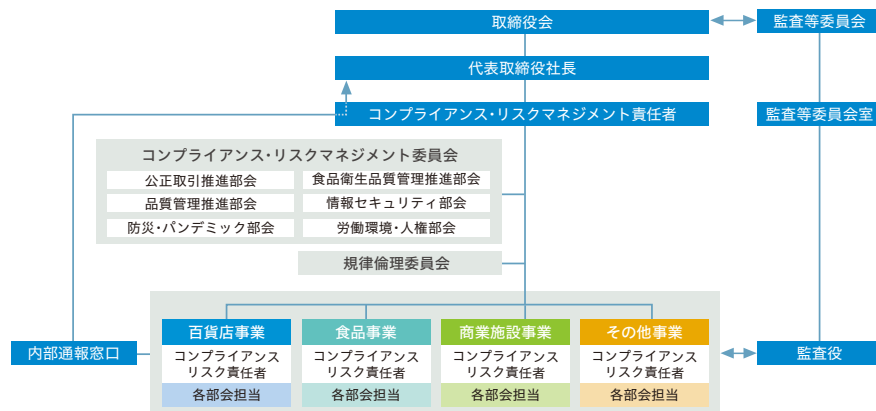 取締役会
監査等委員会
代表取締役社長
コンプライアンス・リスクマネジメント責任者
監査等委員会室
コンプライアンス・リスクマネジメント委員会
公正取引推進部会
食品衛生品質管理推進部会
品質管理推進部会
情報セキュリティ部会
防災・パンデミック部会
労働環境・人権部会
規律倫理委員会
百貨店事業
食品事業
商業施設事業
その他事業
内部通報窓口
コンプライアンス
リスク責任者
コンプライアンス
リスク責任者
コンプライアンス
リスク責任者
コンプライアンス
リスク責任者
監査役
各部会担当
各部会担当
各部会担当
各部会担当